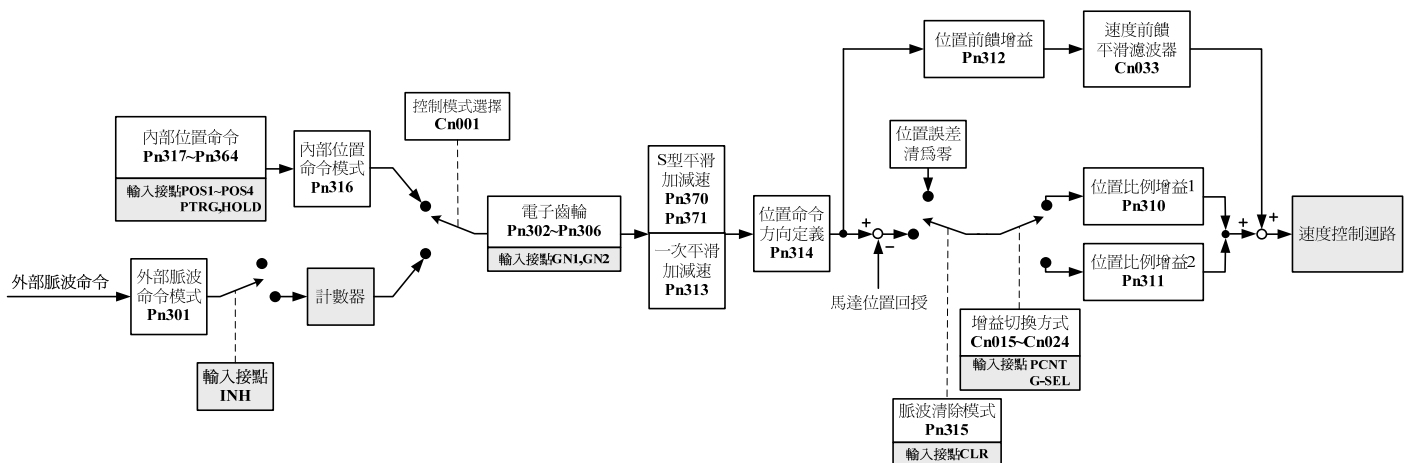 位置前饋增益
Pn312
速度前饋
平滑濾波器
Cn033
控制模式選擇
Cn001
內部位置命令
Pn317~Pn364
輸入接點POS1~POS4
PTRG,HOLD
內部位置
命令模式
Pn316
位置誤差
清爲零
S型平滑
加減速
Pn370
Pn371
一次平滑
加減速
Pn313
電子齒輪
Pn302~Pn306
輸入接點GN1,GN2
位置命令
方向定義
Pn314
+
−
位置比例增益1
Pn310
位置比例增益2
Pn311
+
+
速度控制迴路
外部脈波命令
外部脈波
命令模式
Pn301
計數器
馬達位置回授
輸入接點
INH
增益切換方式
Cn015~Cn024
輸入接點 PCNT
G-SEL
脈波清除模式
Pn315
輸入接點CLR